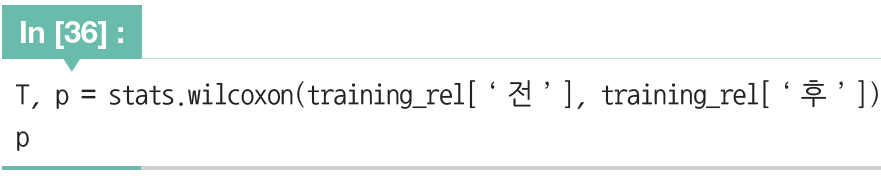 In [36] :
T, p = stats.wilcoxon(training_rel[ ‘ 전 ’ ], training_rel[ ‘ 후 ’ ])
p